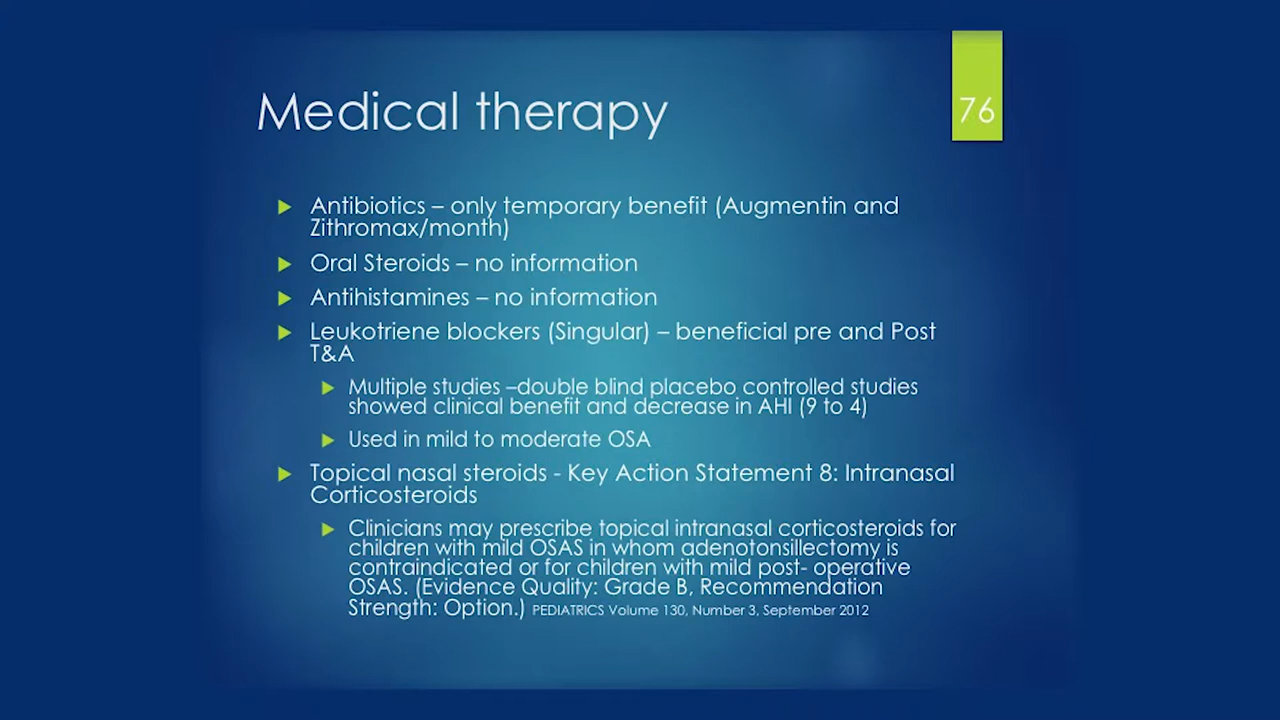 Medical therapy
76
Antibiotics – only temporary benefit (Augmentin and
Zithromax/month)
Oral Steroids – no information
Antihistamines – no information
Leukotriene blockers (Singular) – beneficial pre and Post
T&A
Multiple studies –double blind placebo controlled studies
showed clinical benefit and decrease in AHI (9 to 4)
Used in mild to moderate OSA
Topical nasal steroids - Key Action Statement 8: Intranasal
Corticosteroids
Clinicians may prescribe topical intranasal corticosteroids for
children with mild OSAS in whom adenotonsillectomy is
contraindicated or for children with mild post- operative
OSAS. (Evidence Quality: Grade B, Recommendation
Strength: Option.) PEDIATRICS Volume 130, Number 3, September 2012